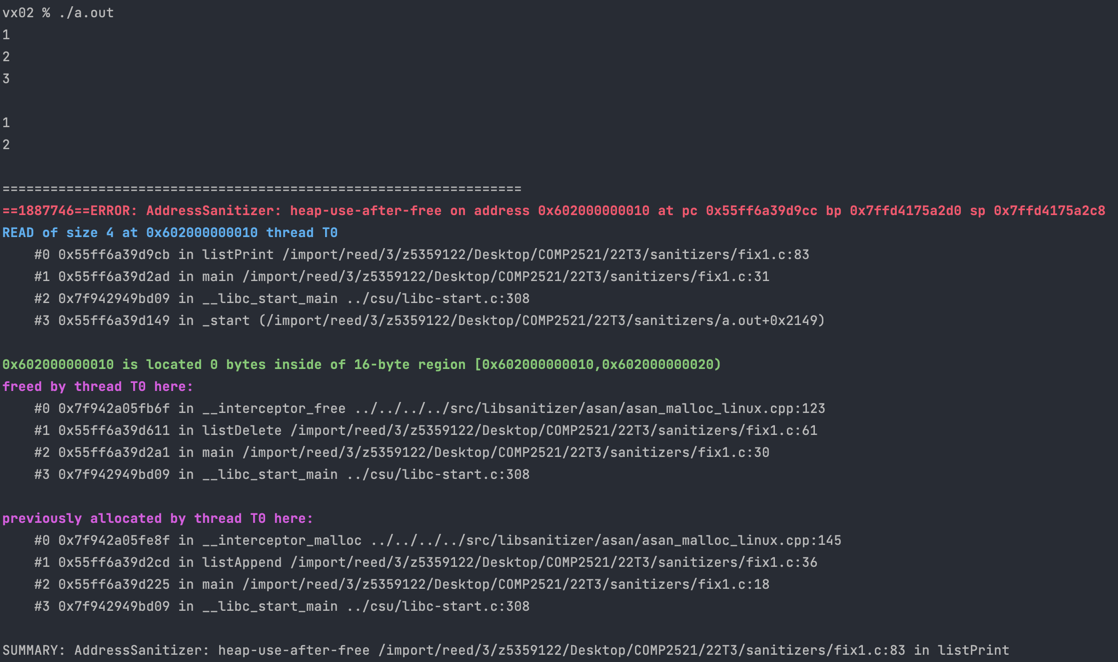 vx02 % ./a.out
1
2
3
1
2
=================================================================
==1887746==ERROR: AddressSanitizer: heap-use-after-free on address 0x602000000010 at pc 0x55ff6a39d9cc bp 0x7ffd4175a2d0 sp 0x7ffd4175a2c8
READ of size 4 at 0x602000000010 thread T0
    #0 0x55ff6a39d9cb in listPrint /import/reed/3/z5359122/Desktop/COMP2521/22T3/sanitizers/fix1.c:83
    #1 0x55ff6a39d2ad in main /import/reed/3/z5359122/Desktop/COMP2521/22T3/sanitizers/fix1.c:31
    #2 0x7f942949bd09 in __libc_start_main ../csu/libc-start.c:308
    #3 0x55ff6a39d149 in _start (/import/reed/3/z5359122/Desktop/COMP2521/22T3/sanitizers/a.out+0x2149)
0x602000000010 is located 0 bytes inside of 16-byte region [0x602000000010,0x602000000020)
freed by thread T0 here:
    #0 0x7f942a05fb6f in __interceptor_free ../../../../src/libsanitizer/asan/asan_malloc_linux.cpp:123
    #1 0x55ff6a39d611 in listDelete /import/reed/3/z5359122/Desktop/COMP2521/22T3/sanitizers/fix1.c:61
    #2 0x55ff6a39d2a1 in main /import/reed/3/z5359122/Desktop/COMP2521/22T3/sanitizers/fix1.c:30
    #3 0x7f942949bd09 in __libc_start_main ../csu/libc-start.c:308
previously allocated by thread T0 here:
    #0 0x7f942a05fe8f in __interceptor_malloc ../../../../src/libsanitizer/asan/asan_malloc_linux.cpp:145
    #1 0x55ff6a39d2cd in listAppend /import/reed/3/z5359122/Desktop/COMP2521/22T3/sanitizers/fix1.c:36
    #2 0x55ff6a39d225 in main /import/reed/3/z5359122/Desktop/COMP2521/22T3/sanitizers/fix1.c:18
    #3 0x7f942949bd09 in __libc_start_main ../csu/libc-start.c:308
SUMMARY: AddressSanitizer: heap-use-after-free /import/reed/3/z5359122/Desktop/COMP2521/22T3/sanitizers/fix1.c:83 in listPrint